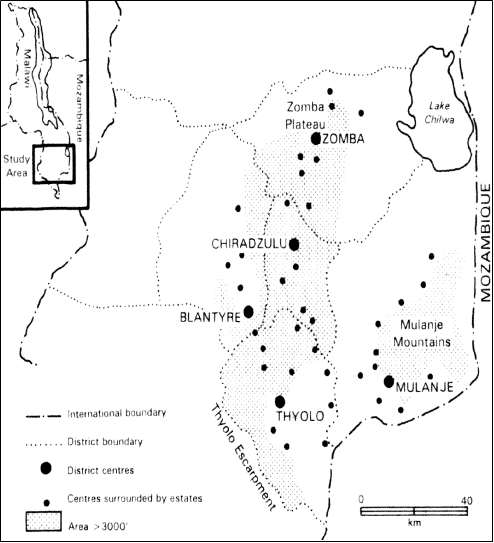 Malawi
Mozambique
Study
Area
Zomba
Plateau
ZOMBA
Lake
Chilwa
CHIRADZULU
MOZAMBIQUE
BLANTYRE
Mulanje
Mountains
MULANJE
THYOLO
Thyolo Escarpment
International boundary
District boundary
District centres
Centres surrounded by estates
Area >3000'
0 40
km